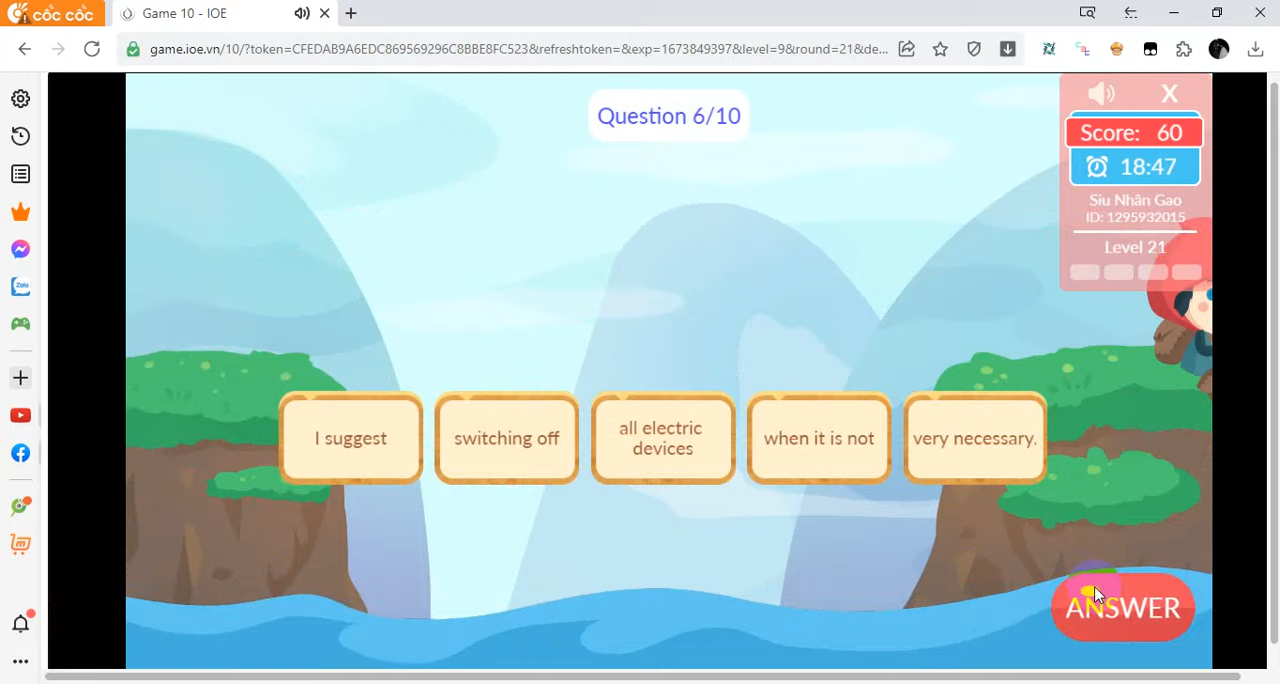 CỐC CỐC
Game 10 - IOE
game.ioe.vn/10/?token=CFEDAB9A6EDC869569296C8BBE8FC523&refreshtoken=&exp=1673849397&level=9&round=21&de...
Question 6/10
X
Score: 60
18:47
Siu Nhân Gao
ID: 1295932015
Level 21
I suggest
switching off
all electric
devices
when it is not
very necessary.
ANSWER
Zalo